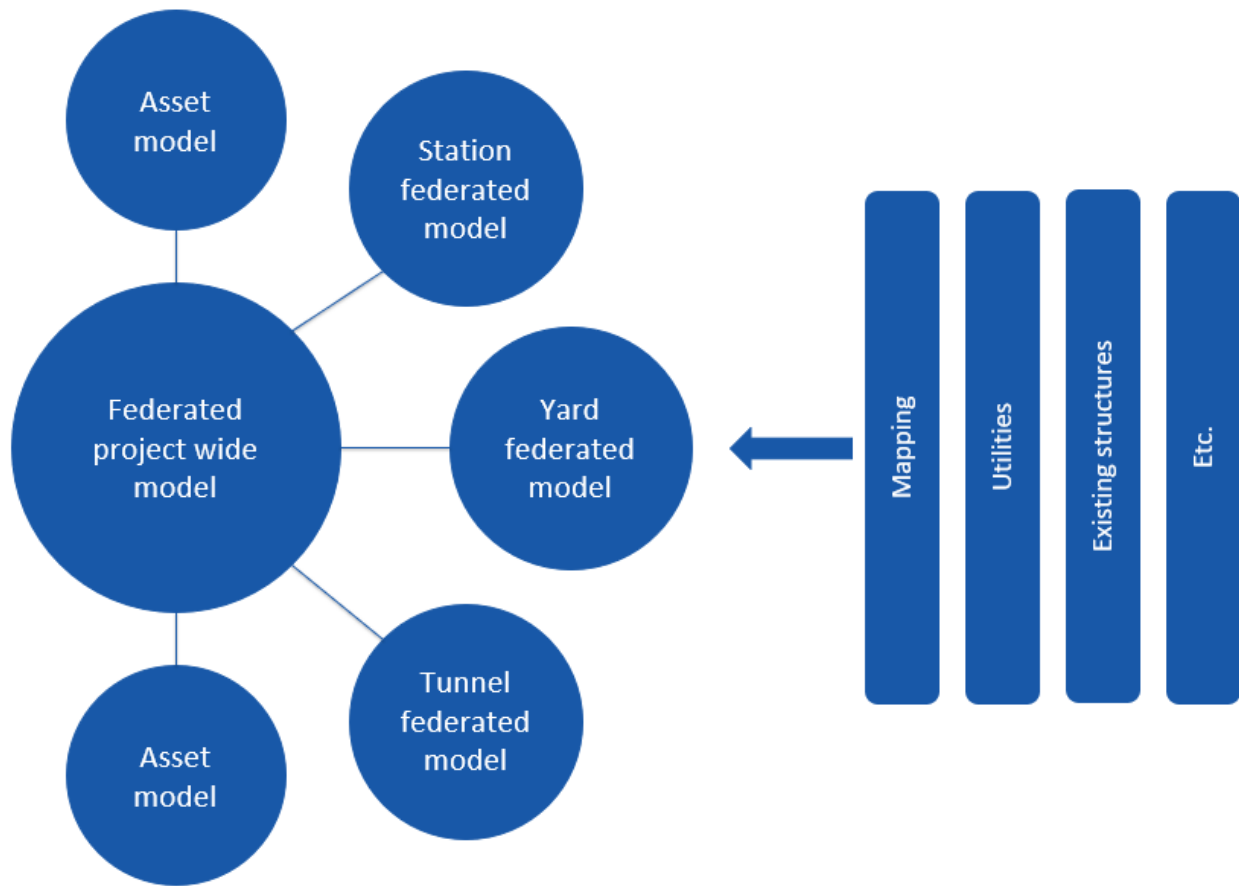 Asset
model
Station
federated
model
Federated
project wide
model
Yard
federated
model
Tunnel
federated
model
Asset
model
Mapping
Utilities
Existing structures
Etc.